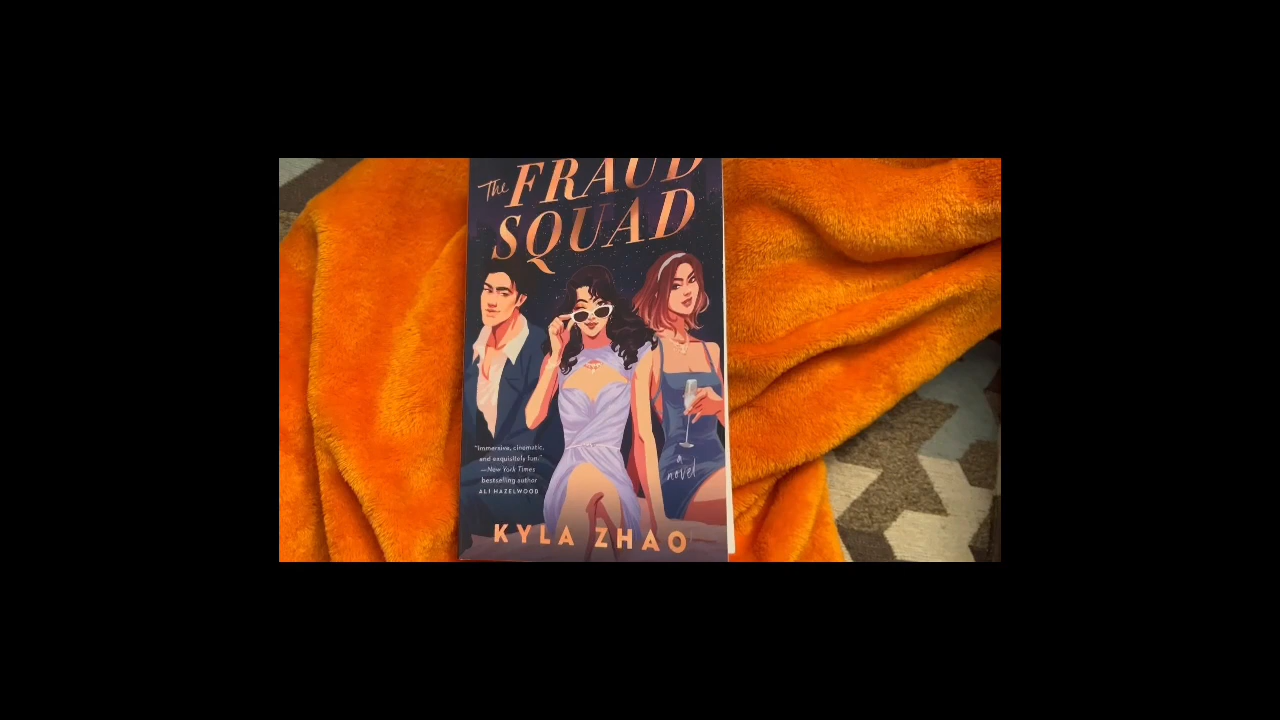 The FRAUD
SQUAD
"Immersive, cinematic,
and exquisitely fun."
—New York Times
bestselling author
ALI HAZELWOOD
a
novel
KYLA ZHAO